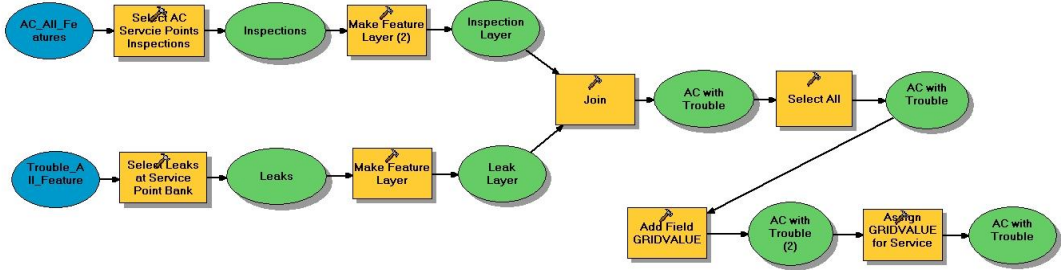 AC_All_Fe
atures
Select AC
Servcie Points
Inspections
Inspections
Make Feature
Layer (2)
Inspection
Layer
Join
AC with
Trouble
Select All
AC with
Trouble
Trouble_A
ll_Feature
Select Leaks
at Service
Point Bank
Leaks
Make Feature
Layer
Leak
Layer
Add Field
GRIDVALUE
AC with
Trouble
(2)
Assign
GRIDVALUE
for Service
AC with
Trouble